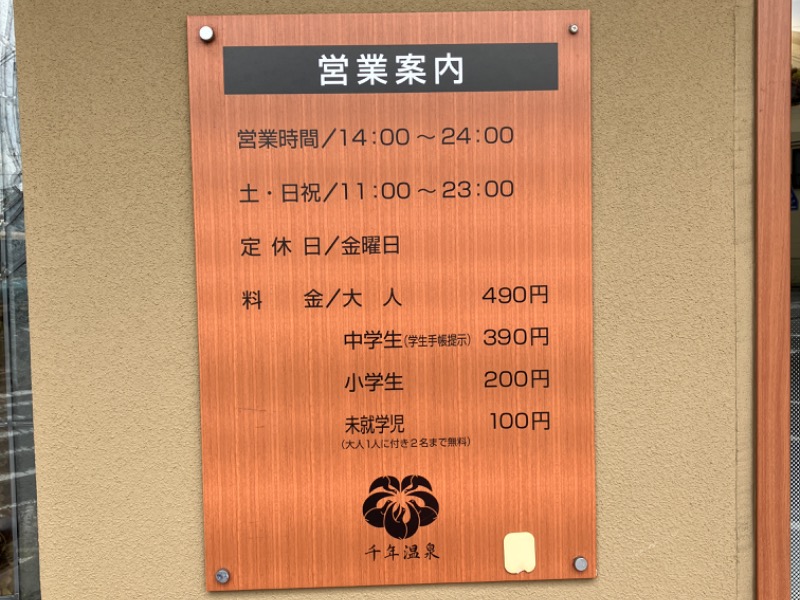 営業案内
営業時間/14:00 ~ 24:00
土・日祝/11:00 ~ 23:00
定休日/金曜日
料 金/大 人 490円
中学生(学生手帳提示) 390円
小学生 200円
未就学児 100円
(大人1人に付き2名まで無料)
千年温泉